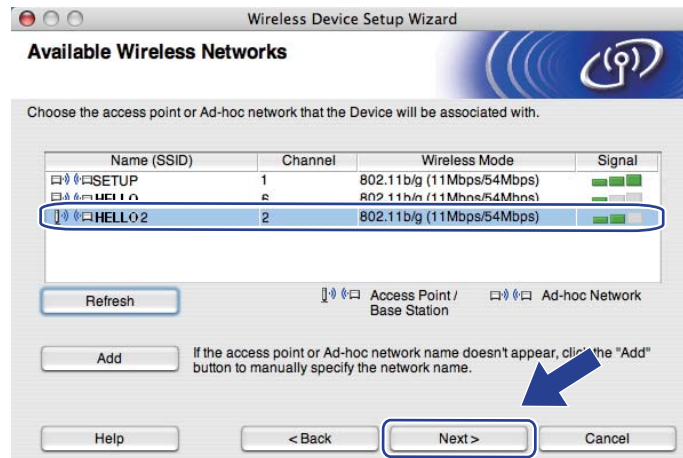 Wireless Device Setup Wizard
Available Wireless Networks
Choose the access point or Ad-hoc network that the Device will be associated with.
Name (SSID) Channel Wireless Mode Signal
SETUP 1 802.11b/g (11Mbps/54Mbps)
HELLO 6 802.11b/g (11Mbps/54Mbps)
HELLO2 2 802.11b/g (11Mbps/54Mbps)
Refresh
Access Point / Base Station
Ad-hoc Network
Add
If the access point or Ad-hoc network name doesn't appear, click the "Add"
button to manually specify the network name.
Help < Back Next > Cancel